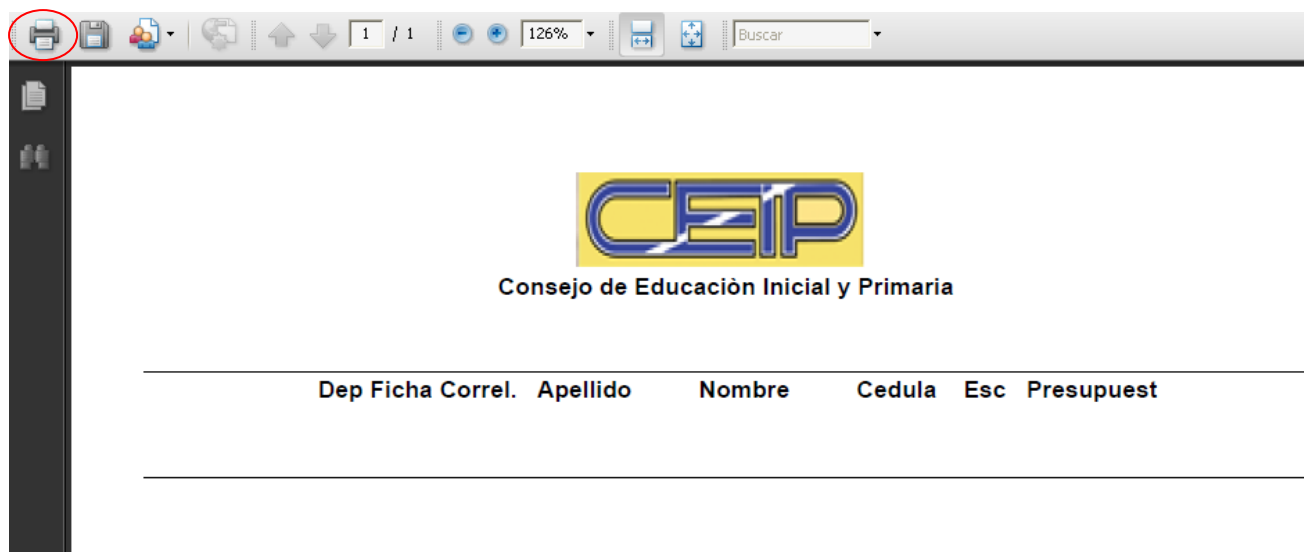 1 / 1 126% Buscar
CEIP
Consejo de Educaciòn Inicial y Primaria
Dep Ficha Correl. Apellido Nombre Cedula Esc Presupuest